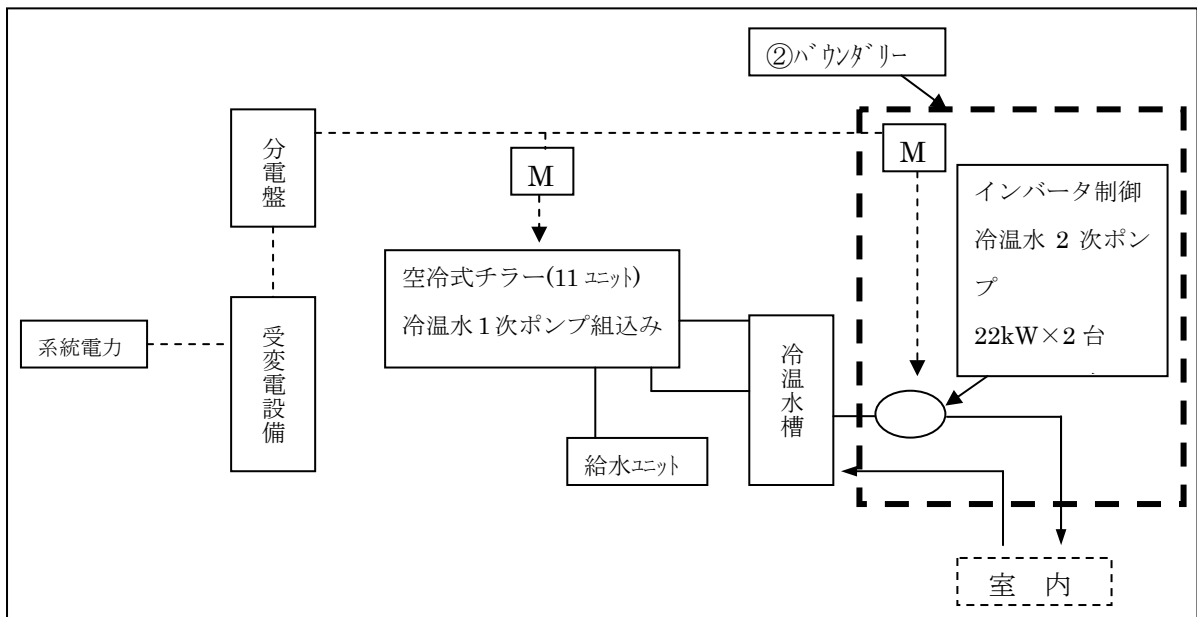 ②バウンダリー
分電盤
M
M
インバータ制御
冷温水 2 次ポン
プ
22kW×2 台
空冷式チラー(11 ユニット)
冷温水１次ポンプ組込み
系統電力
受変電設備
冷温水槽
給水ユニット
室 内